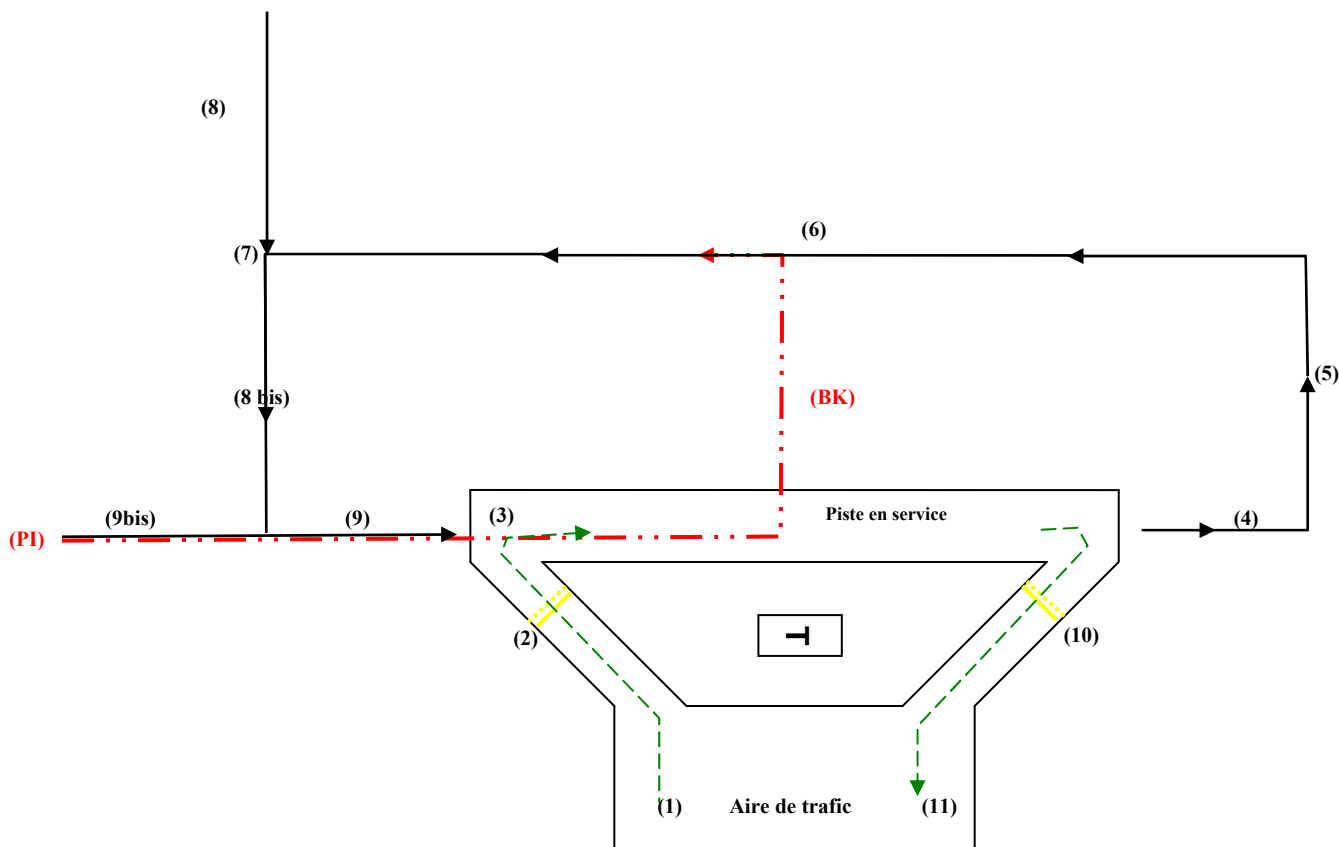 (8)
(6)
(7)
(5)
(8 bis)
(BK)
(9bis)
(9)
(3)
Piste en service
(4)
(PI)
(2)
(10)
T
(1)
Aire de trafic
(11)